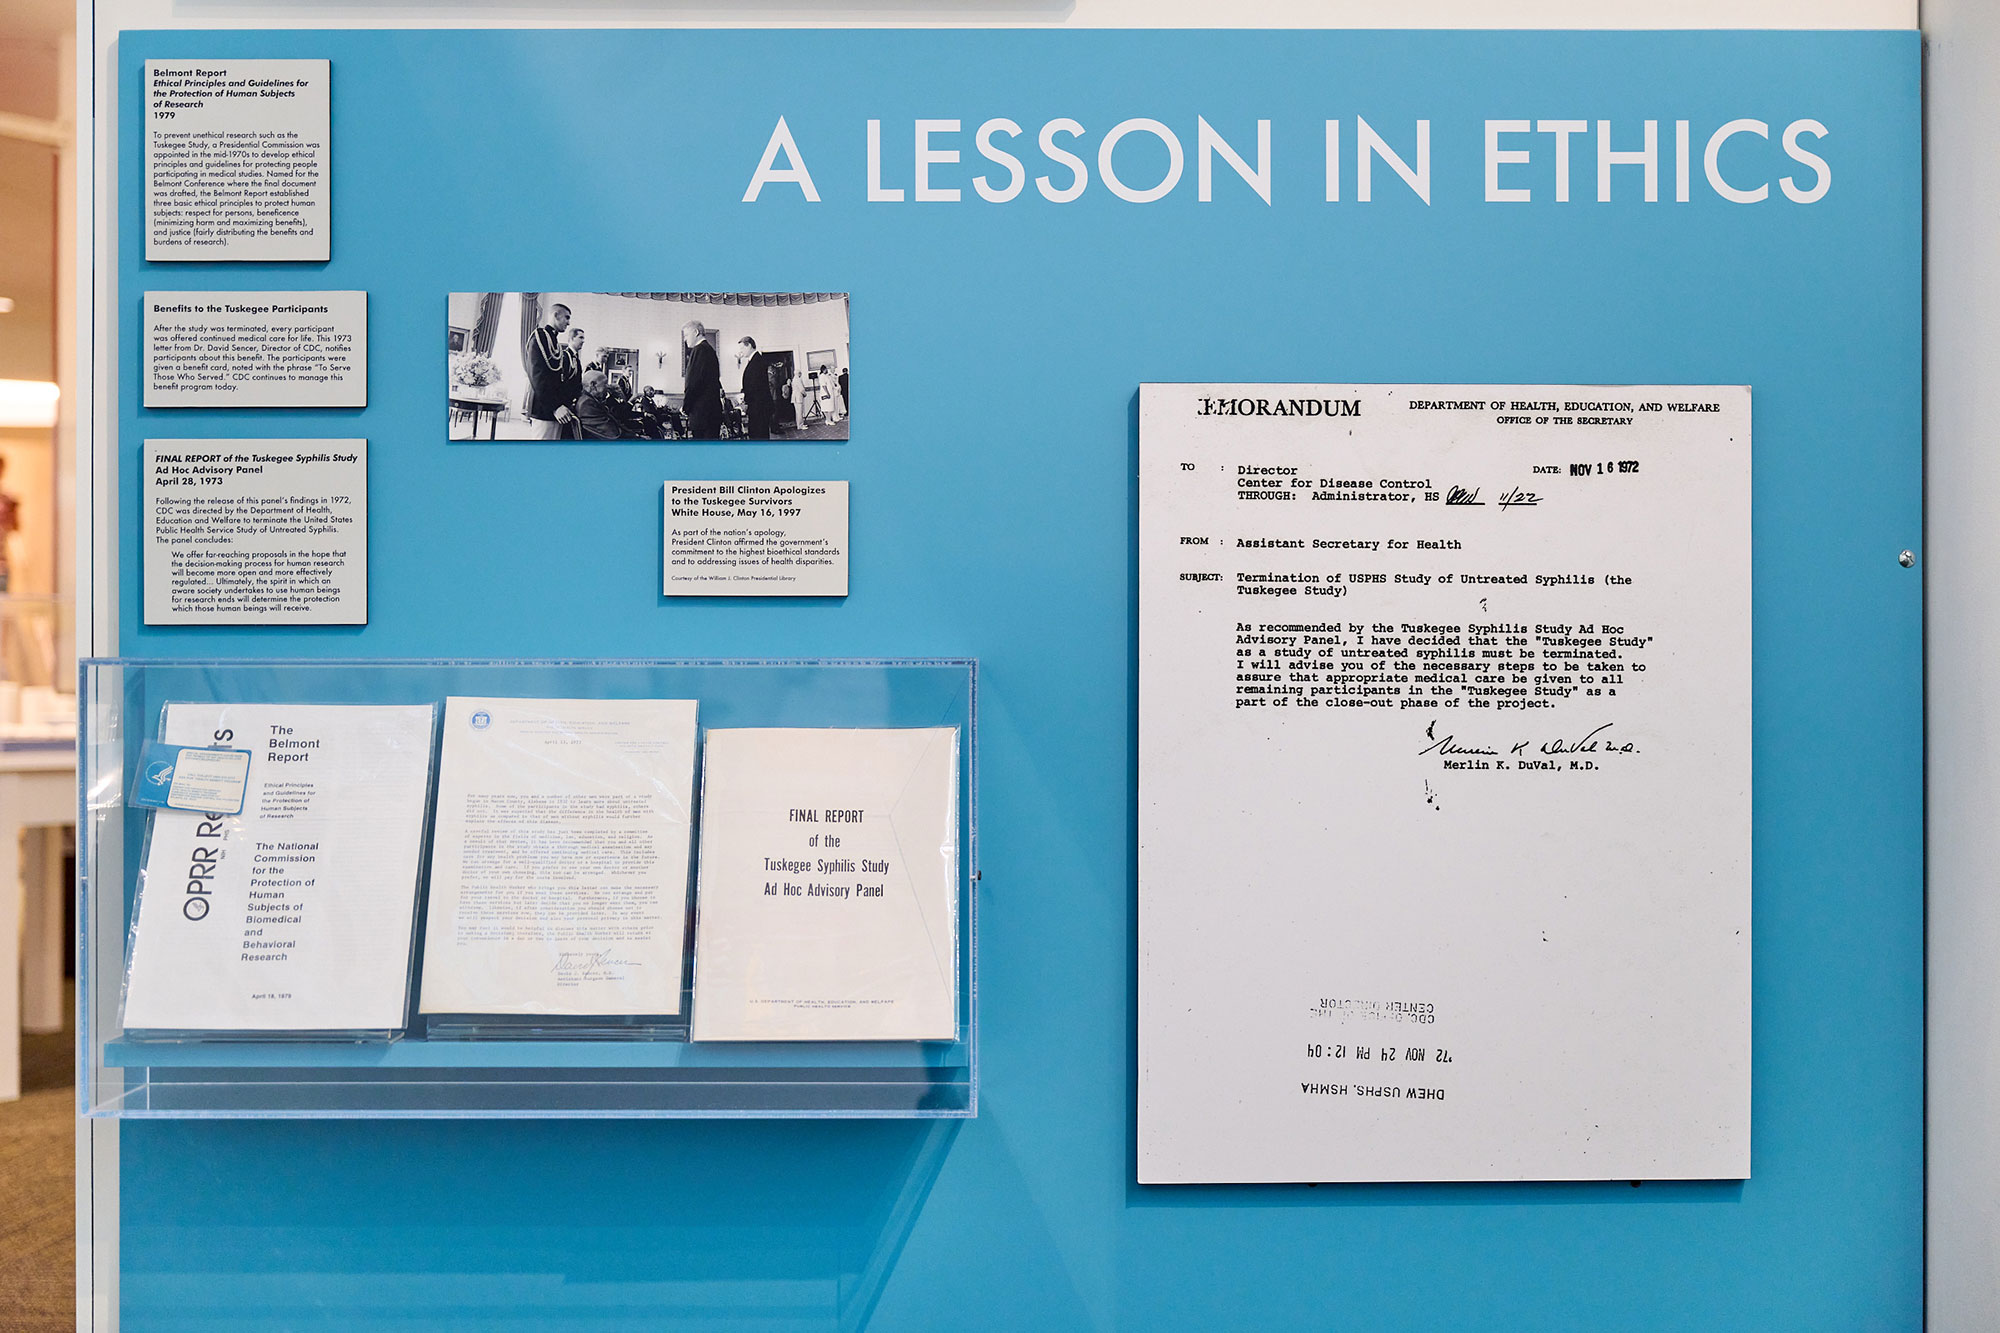 A LESSON IN ETHICS
Belmont Report
Ethical Principles and Guidelines for
the Protection of Human Subjects
of Research
1979
To prevent unethical research such as the
Tuskegee Study, a Presidential Commission was
appointed in the mid-1970s to develop ethical
principles and guidelines for protecting people
participating in medical studies. Named for the
Belmont Conference where the final document
was drafted, the Belmont Report established
three basic ethical principles to protect human
subjects: respect for persons, beneficence
(minimizing harm and maximizing benefits),
and justice (fairly distributing the benefits and
burdens of research).
Benefits to the Tuskegee Participants
After the study was terminated, every participant
was offered continued medical care for life. This 1973
letter from Dr. David Sencer, Director of CDC, notifies
participants about this benefit. The participants were
given a benefit card, noted with the phrase "To Serve
Those Who Served." CDC continues to manage this
benefit program today.
FINAL REPORT of the Tuskegee Syphilis Study
Ad Hoc Advisory Panel
April 28, 1973
Following the release of this panel's findings in 1972,
CDC was directed by the Department of Health,
Education and Welfare to terminate the United States
Public Health Service Study of Untreated Syphilis.
The panel concludes:
We offer far-reaching proposals in the hope that
the decision-making process for human research
will become more open and more effectively
regulated... Ultimately, the spirit in which an
aware society undertakes to use human beings
for research ends will determine the protection
which those human beings will receive.
President Bill Clinton Apologizes
to the Tuskegee Survivors
White House, May 16, 1997
As part of the nation's apology,
President Clinton affirmed the government's
commitment to the highest bioethical standards
and to addressing issues of health disparities.
Courtesy of the William J. Clinton Presidential Library
EMORANDUM
DEPARTMENT OF HEALTH, EDUCATION, AND WELFARE
OFFICE OF THE SECRETARY
TO : Director
DATE: NOV 16 1972
Center for Disease Control
THROUGH: Administrator, HS 11/22
FROM : Assistant Secretary for Health
SUBJECT: Termination of USPHS Study of Untreated Syphilis (the
Tuskegee Study)
As recommended by the Tuskegee Syphilis Study Ad Hoc
Advisory Panel, I have decided that the "Tuskegee Study"
as a study of untreated syphilis must be terminated.
I will advise you of the necessary steps to be taken to
assure that appropriate medical care be given to all
remaining participants in the "Tuskegee Study" as a
part of the close-out phase of the project.
Merlin K DuVal M.D.
Merlin K. DuVal, M.D.
DHEW USPHS. HSMHA
'72 NOV 24 PM 12:04
CDC. OFFICE OF THE
CENTER DIRECTOR
OPRR Reports
The
Belmont
Report
Ethical Principles
and Guidelines for
the Protection of
Human Subjects
of Research
The National
Commission
for the
Protection of
Human
Subjects of
Biomedical
and
Behavioral
Research
April 18, 1979
FINAL REPORT
of the
Tuskegee Syphilis Study
Ad Hoc Advisory Panel
U.S. DEPARTMENT OF HEALTH, EDUCATION, AND WELFARE
PUBLIC HEALTH SERVICE